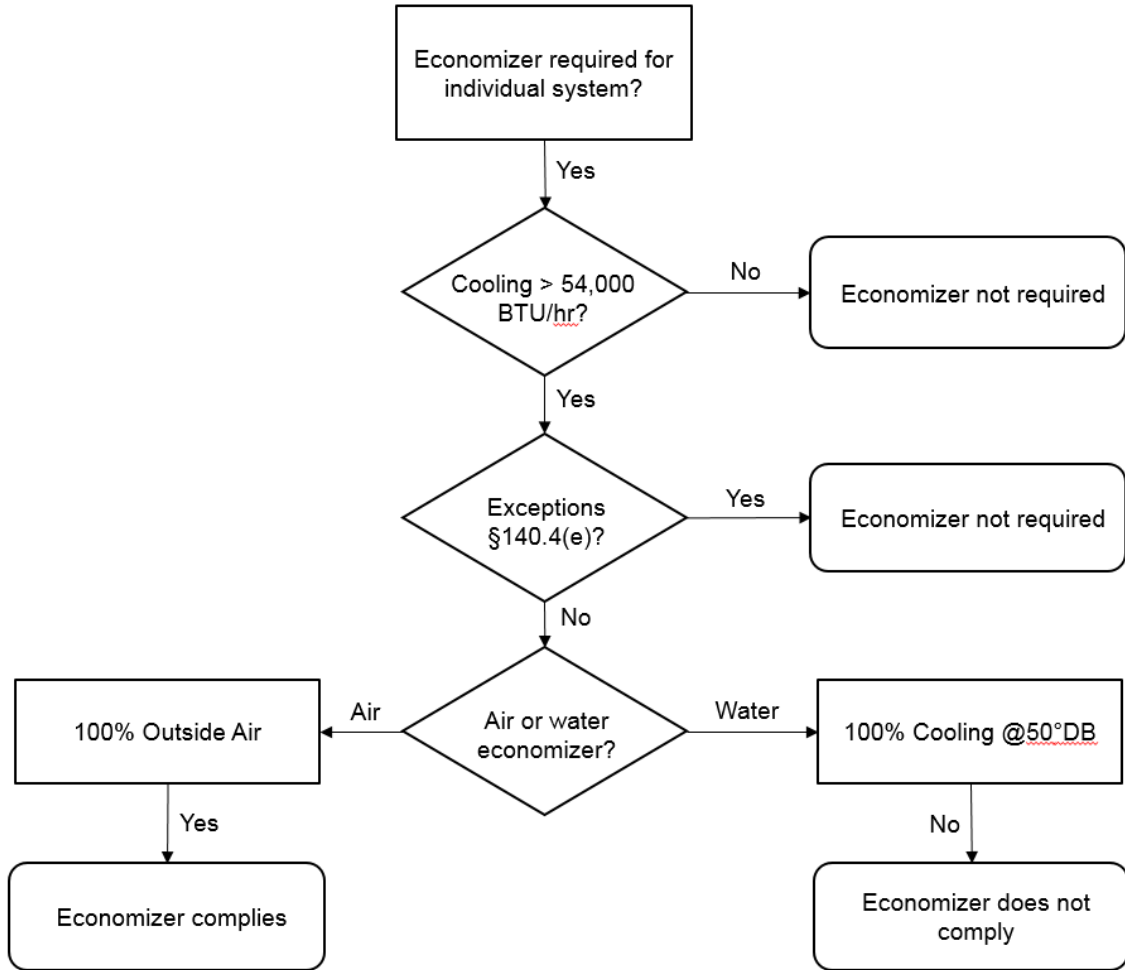 Economizer required for
individual system?
Yes
Cooling > 54,000
BTU/hr?
No
Economizer not required
Yes
Exceptions
§140.4(e)?
Yes
Economizer not required
No
Air or water
economizer?
Air
100% Outside Air
Water
100% Cooling @50°DB
Yes
Economizer complies
No
Economizer does not
comply